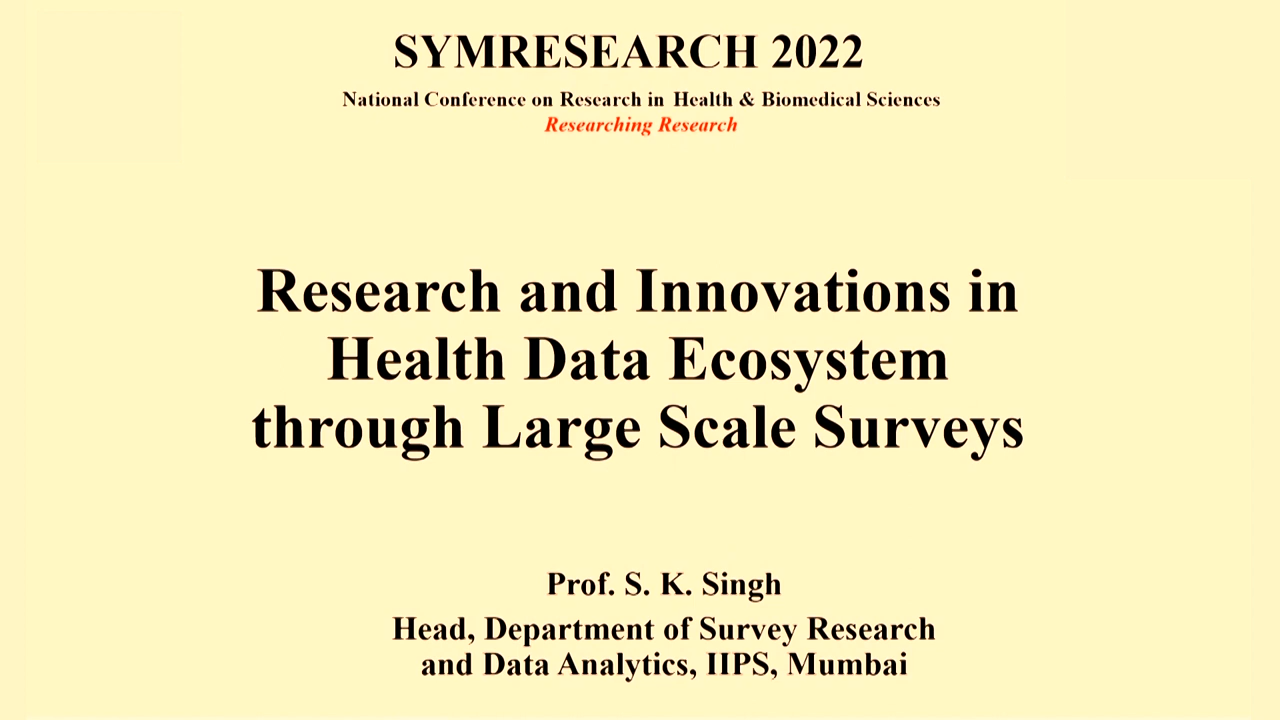 SYMRESEARCH 2022
National Conference on Research in Health & Biomedical Sciences
Researching Research
Research and Innovations in
Health Data Ecosystem
through Large Scale Surveys
Prof. S. K. Singh
Head, Department of Survey Research
and Data Analytics, IIPS, Mumbai